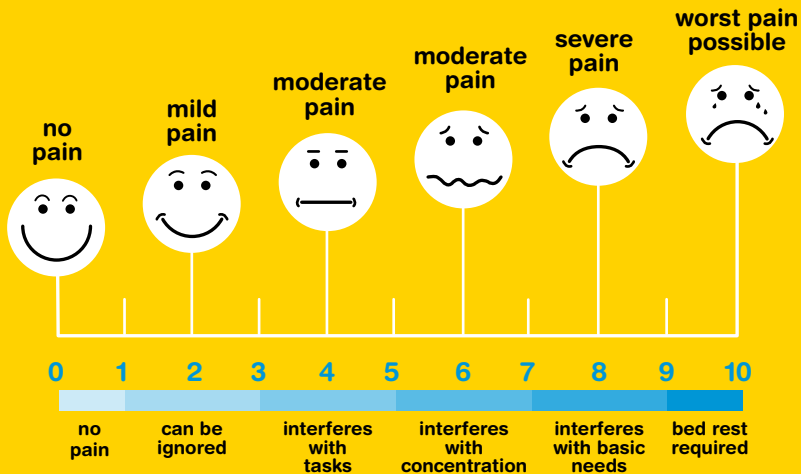 no
pain
mild
pain
moderate
pain
moderate
pain
severe
pain
worst pain
possible
0 1 2 3 4 5 6 7 8 9 10
no
pain
can be
ignored
interferes
with
tasks
interferes
with
concentration
interferes
with basic
needs
bed rest
required